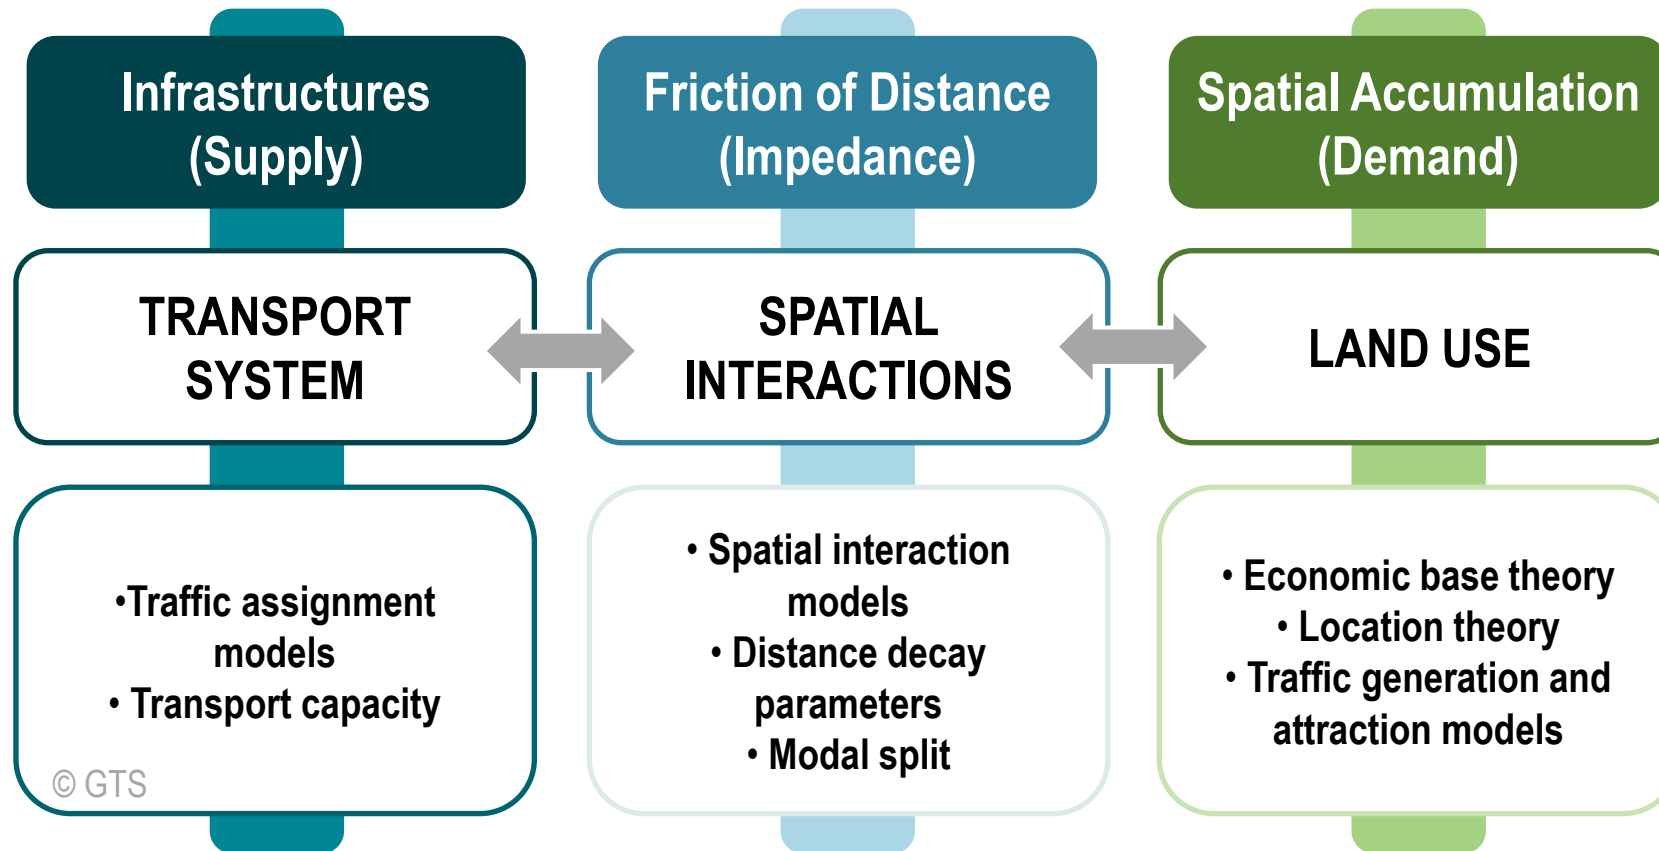 Infrastructures
(Supply)
Friction of Distance
(Impedance)
Spatial Accumulation
(Demand)
TRANSPORT
SYSTEM
SPATIAL
INTERACTIONS
LAND USE
•Traffic assignment
models
• Transport capacity
• Spatial interaction
models
• Distance decay
parameters
• Modal split
• Economic base theory
• Location theory
• Traffic generation and
attraction models
© GTS